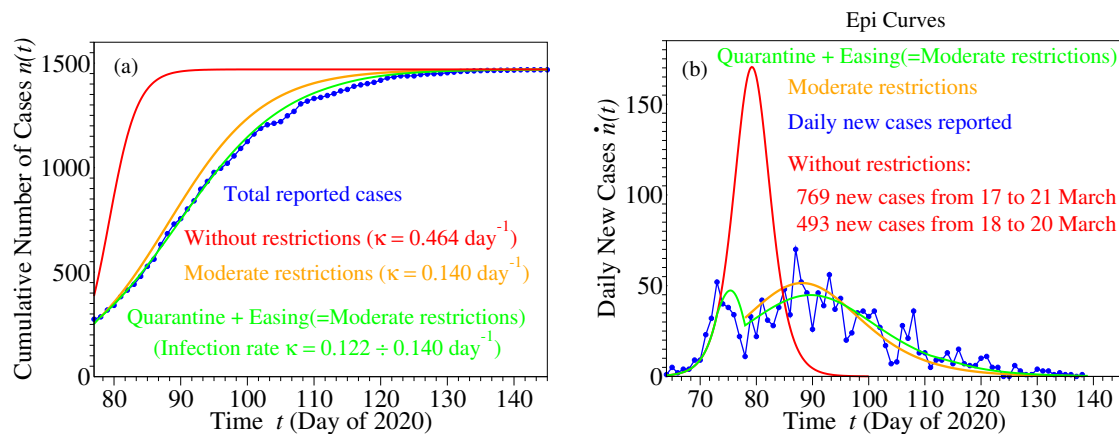 Epi Curves
Cumulative Number of Cases n(t)
1500
1000
500
0
(a)
Total reported cases
Without restrictions (κ = 0.464 day⁻¹)
Moderate restrictions (κ = 0.140 day⁻¹)
Quarantine + Easing(=Moderate restrictions)
(Infection rate κ = 0.122 ÷ 0.140 day⁻¹)
80 90 100 110 120 130 140
Time t (Day of 2020)
Daily New Cases ṅ(t)
150
100
50
0
(b)
Quarantine + Easing(=Moderate restrictions)
Moderate restrictions
Daily new cases reported
Without restrictions:
769 new cases from 17 to 21 March
493 new cases from 18 to 20 March
70 80 90 100 110 120 130 140
Time t (Day of 2020)